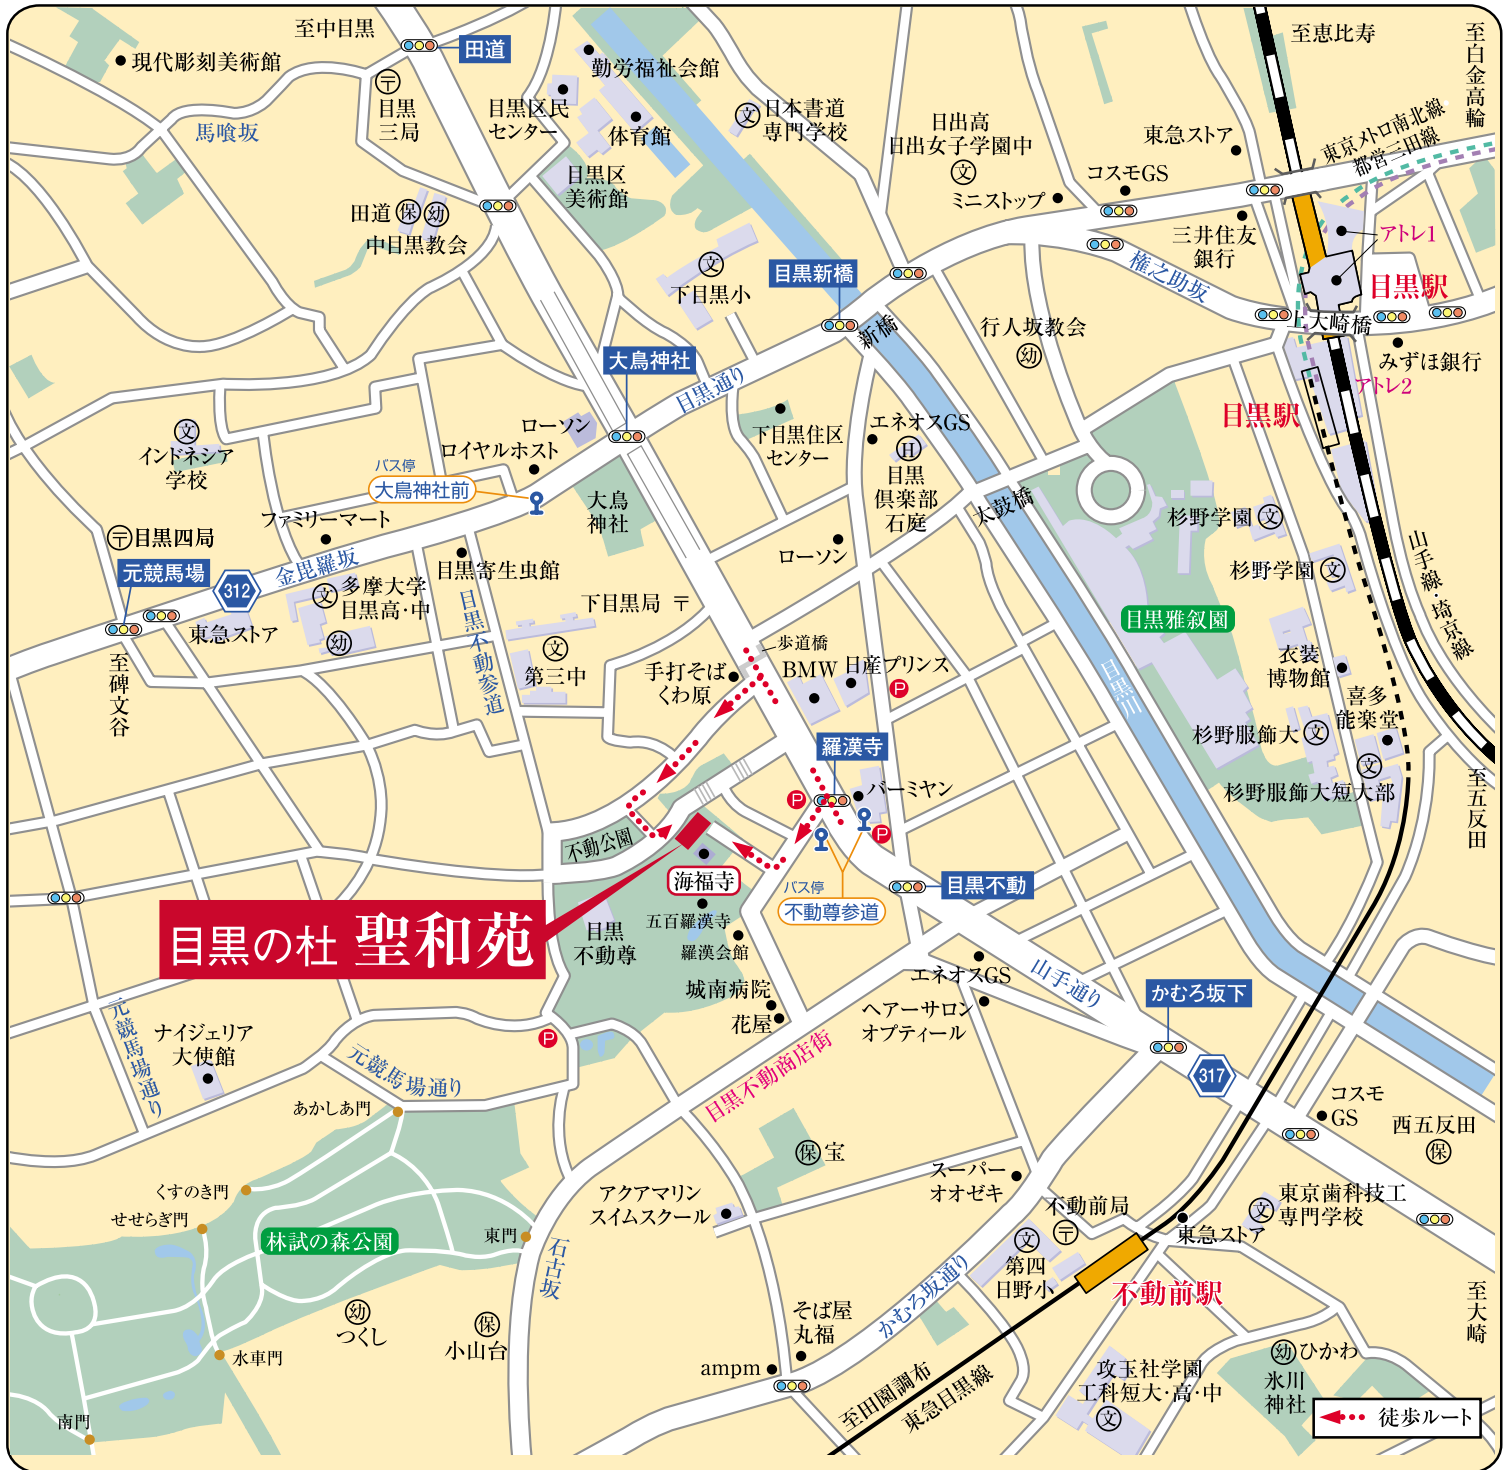 至中目黒
田道
現代彫刻美術館
目黒
三局
馬喰坂
目黒区民
センター
勤労福祉会館
体育館
目黒区
美術館
文
日本書道
専門学校
日出高
日出女子学園中
文
ミニストップ
コスモGS
東急ストア
至恵比寿
至白金高輪
東京メトロ南北線
都営三田線
三井住友
銀行
アトレ1
目黒駅
権之助坂
上大崎橋
みずほ銀行
アトレ2
目黒駅
田道
保
幼
中目黒教会
文
下目黒小
目黒新橋
新橋
行人坂教会
幼
大鳥神社
目黒通り
ローソン
ロイヤルホスト
バス停
大鳥神社前
大鳥
神社
下目黒住区
センター
エネオスGS
H
目黒
倶楽部
石庭
太鼓橋
ローソン
文
インドネシア
学校
ファミリーマート
目黒四局
元競馬場
312
金毘羅坂
目黒寄生虫館
文
多摩大学
目黒高・中
幼
東急ストア
至碑文谷
目黒不動参道
下目黒局
文
第三中
歩道橋
手打そば
くわ原
BMW
日産プリンス
P
杉野学園
文
杉野学園
文
目黒雅叙園
目黒川
衣装
博物館
喜多
能楽堂
杉野服飾大
文
文
杉野服飾大短大部
山手線・埼京線
至五反田
羅漢寺
P
バーミヤン
P
バス停
不動尊参道
目黒不動
不動公園
海福寺
五百羅漢寺
羅漢会館
目黒
不動尊
目黒の杜 聖和苑
城南病院
花屋
エネオスGS
ヘアーサロン
オプティール
山手通り
かむろ坂下
317
元競馬場通り
ナイジェリア
大使館
元競馬場通り
P
目黒不動商店街
あかしあ門
くすのき門
せせらぎ門
林試の森公園
東門
石古坂
水車門
南門
幼
つくし
保
小山台
保
宝
アクアマリン
スイムスクール
スーパー
オオゼキ
コスモ
GS
西五反田
保
不動前局
文
第四
日野小
文
東京歯科技工
専門学校
東急ストア
不動前駅
至大崎
かむろ坂通り
そば屋
丸福
ampm
至田園調布
東急目黒線
攻玉社学園
工科短大・高・中
文
幼
ひかわ
氷川
神社
徒歩ルート